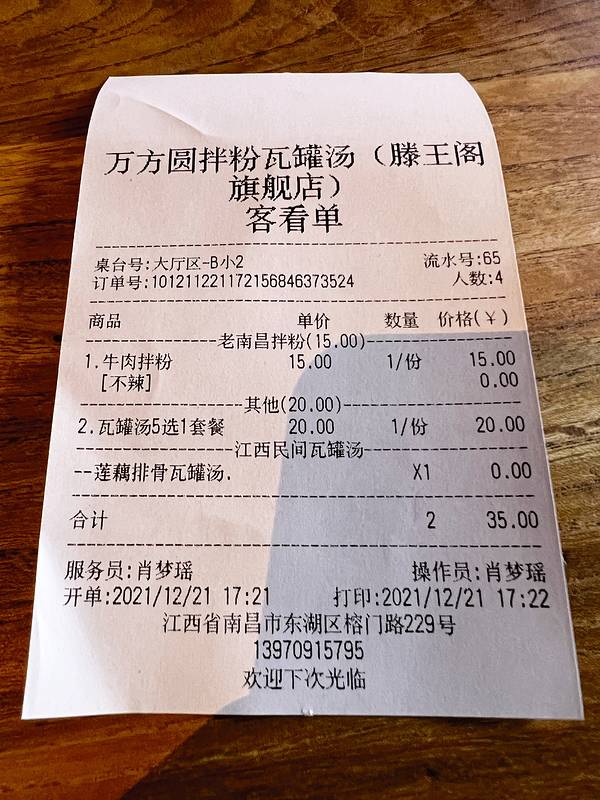 万方圆拌粉瓦罐汤（滕王阁
旗舰店）
客看单
桌台号:大厅区-B小2 流水号:65
订单号:101211221172156846373524 人数:4
商品 单价 数量 价格(￥)
老南昌拌粉(15.00)
1.牛肉拌粉 15.00 1/份 15.00
[不辣] 0.00
其他(20.00)
2.瓦罐汤5选1套餐 20.00 1/份 20.00
江西民间瓦罐汤
--莲藕排骨瓦罐汤. X1 0.00
合计 2 35.00
服务员:肖梦瑶 操作员:肖梦瑶
开单:2021/12/21 17:21 打印:2021/12/21 17:22
江西省南昌市东湖区榕门路229号
13970915795
欢迎下次光临